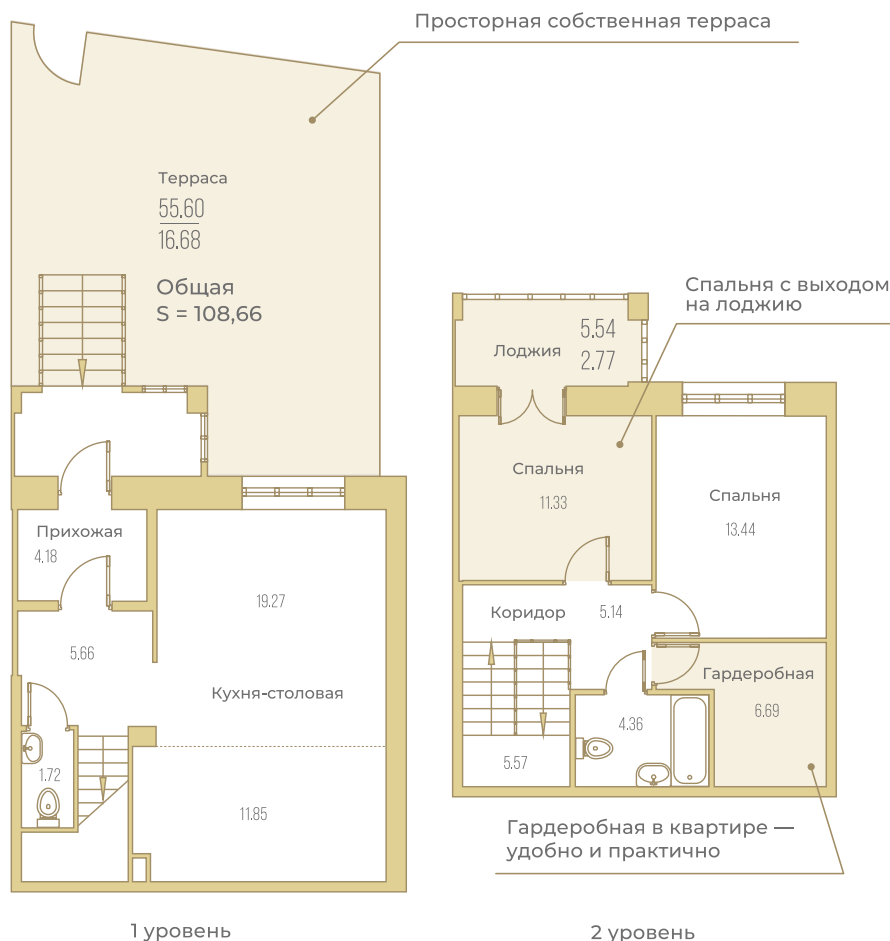 Просторная собственная терраса
Терраса
55.60
16.68
Общая
S = 108,66
Спальня с выходом
на лоджию
Лоджия
5.54
2.77
Спальня
11.33
Спальня
13.44
Прихожая
4.18
19.27
5.66
Кухня-столовая
1.72
11.85
Коридор
5.14
Гардеробная
6.69
4.36
5.57
Гардеробная в квартире —
удобно и практично
1 уровень
2 уровень